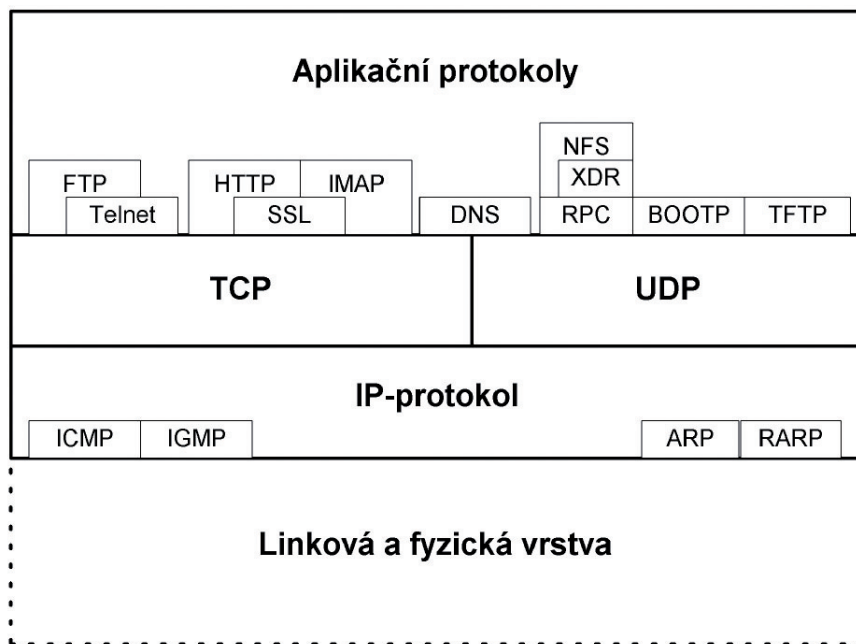 Aplikační protokoly
NFS
FTP HTTP IMAP XDR
Telnet SSL DNS RPC BOOTP TFTP
TCP UDP
IP-protokol
ICMP IGMP ARP RARP
Linková a fyzická vrstva